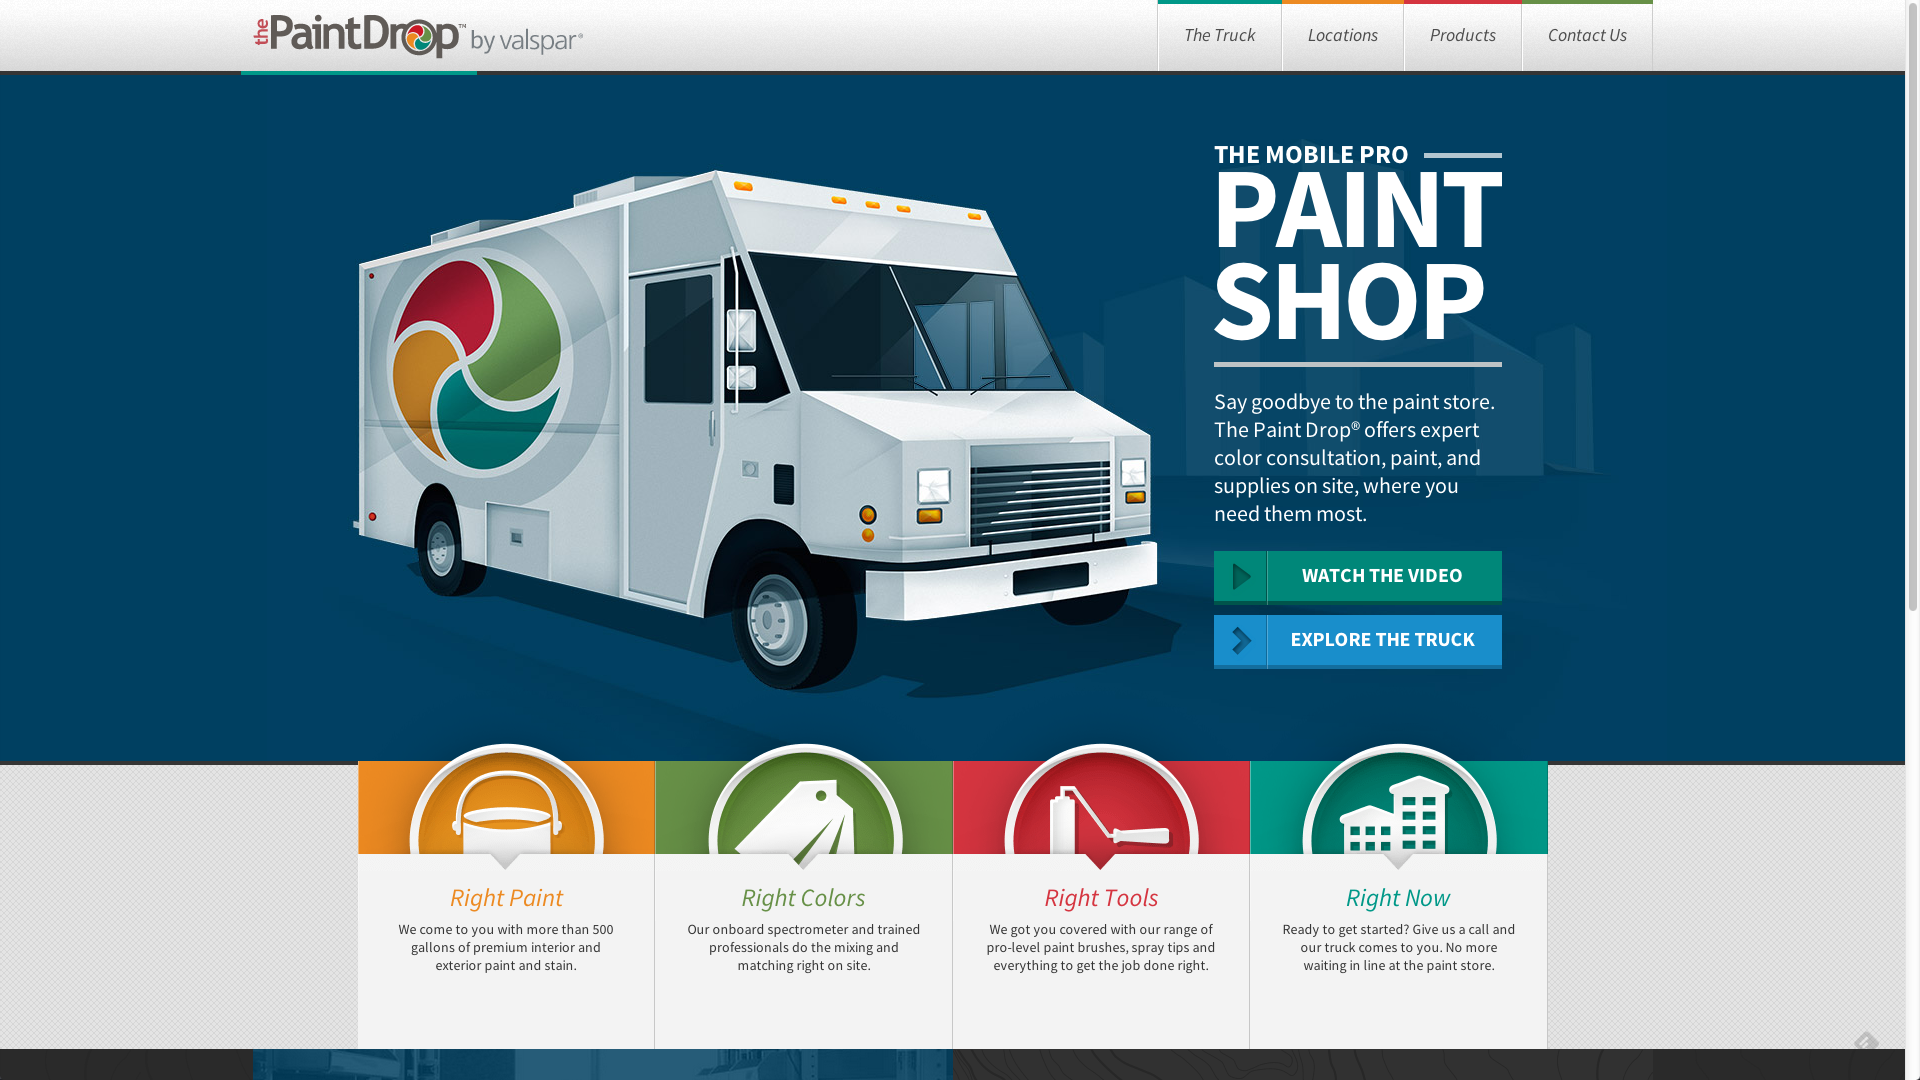 the PaintDrop™ by valspar®
The Truck
Locations
Products
Contact Us
THE MOBILE PRO
PAINT
SHOP
Say goodbye to the paint store.
The Paint Drop® offers expert
color consultation, paint, and
supplies on site, where you
need them most.
WATCH THE VIDEO
EXPLORE THE TRUCK
Right Paint
We come to you with more than 500
gallons of premium interior and
exterior paint and stain.
Right Colors
Our onboard spectrometer and trained
professionals do the mixing and
matching right on site.
Right Tools
We got you covered with our range of
pro-level paint brushes, spray tips and
everything to get the job done right.
Right Now
Ready to get started? Give us a call and
our truck comes to you. No more
waiting in line at the paint store.